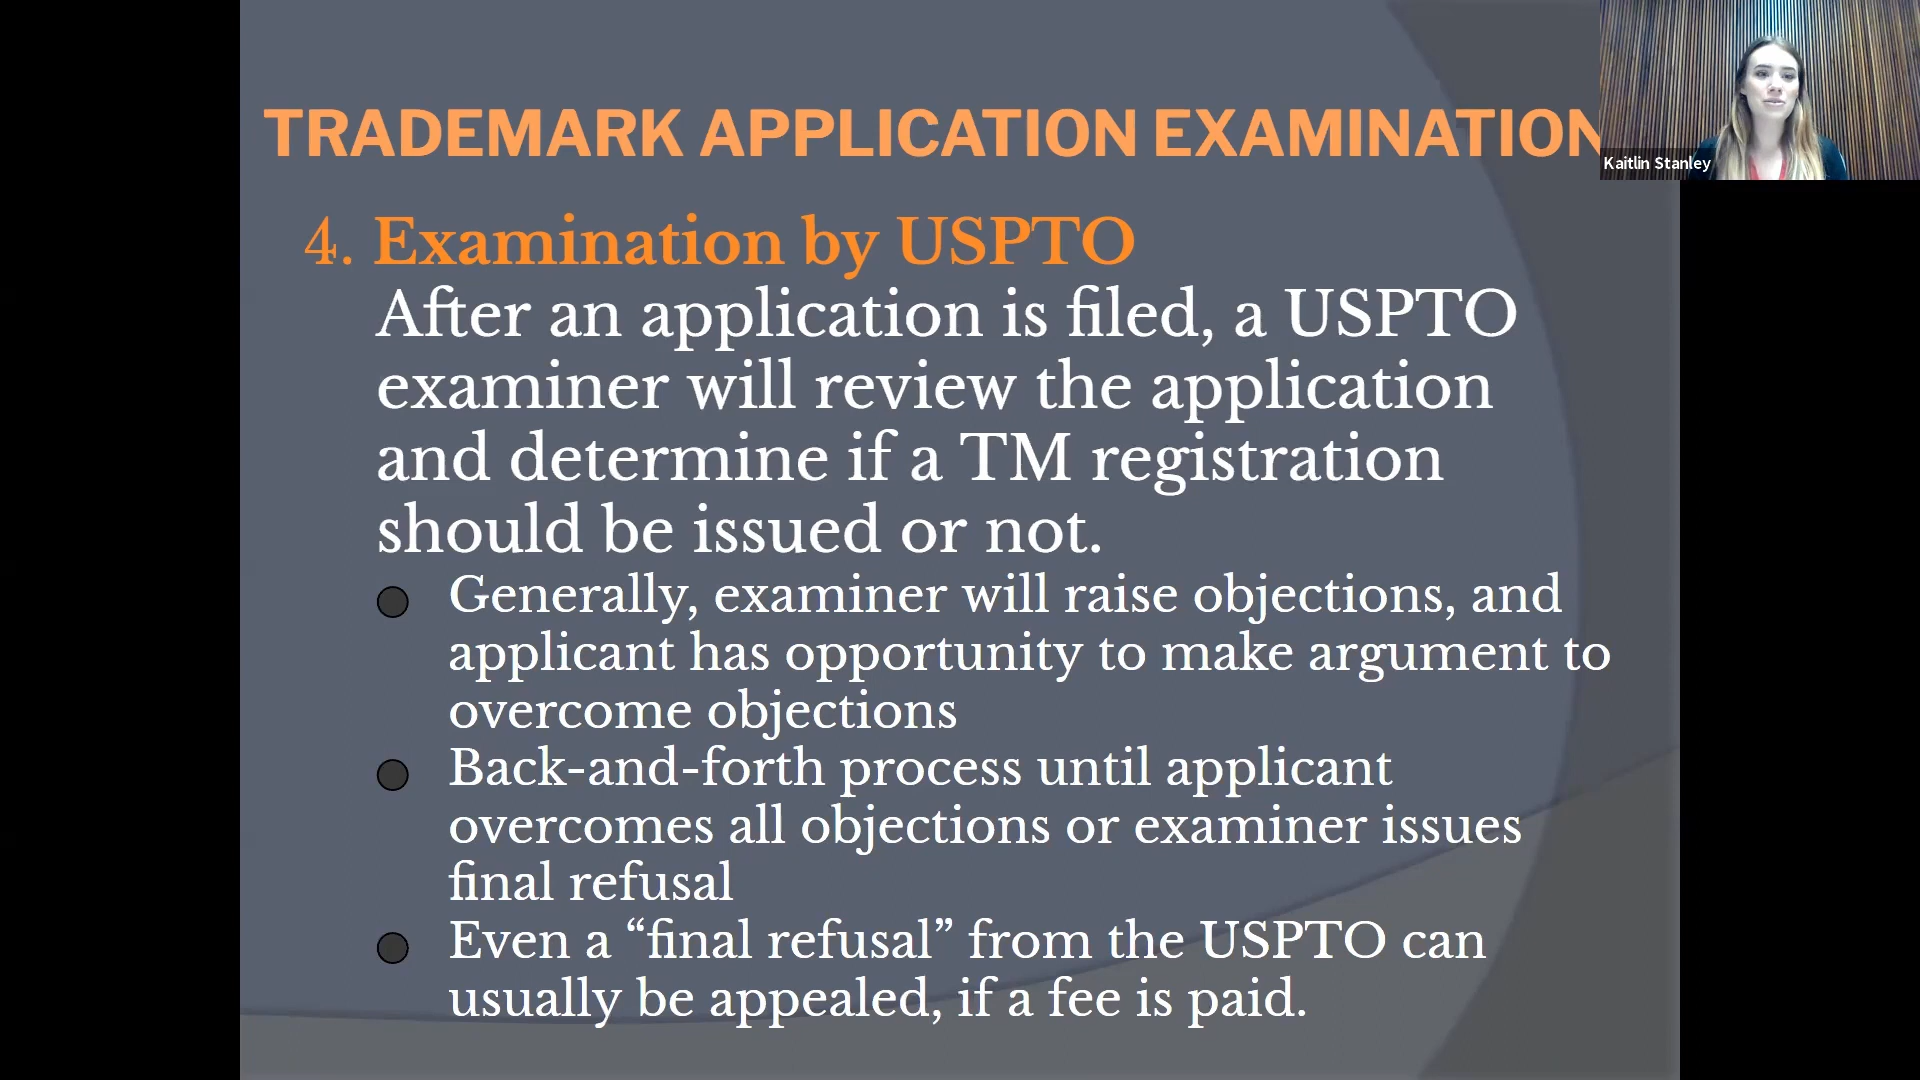 TRADEMARK APPLICATION EXAMINATION
Kaitlin Stanley
4. Examination by USPTO
After an application is filed, a USPTO
examiner will review the application
and determine if a TM registration
should be issued or not.
Generally, examiner will raise objections, and
applicant has opportunity to make argument to
overcome objections
Back-and-forth process until applicant
overcomes all objections or examiner issues
final refusal
Even a “final refusal” from the USPTO can
usually be appealed, if a fee is paid.